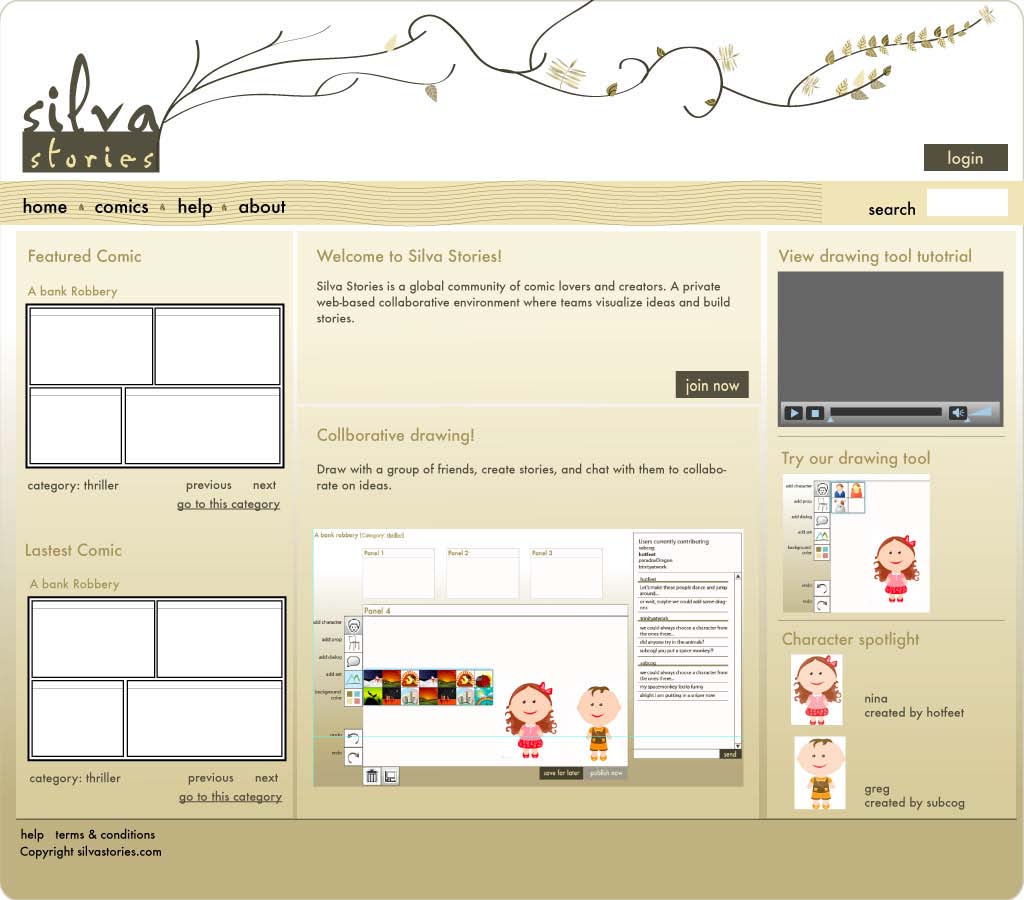 silva
stories
login
home & comics & help & about
search
Featured Comic
A bank Robbery
category: thriller
previous next
go to this category
Lastest Comic
A bank Robbery
category: thriller
previous next
go to this category
Welcome to Silva Stories!
Silva Stories is a global community of comic lovers and creators. A private
web-based collaborative environment where teams visualize ideas and build
stories.
join now
Collborative drawing!
Draw with a group of friends, create stories, and chat with them to collabo-
rate on ideas.
A bank robbery (Category: thriller)
Panel 1
Panel 2
Panel 3
Panel 4
add character
add prop
add dialog
add set
background
color
undo
redo
save for later
publish now
Users currently contributing
subcog
hotfeet
paradoxDragon
trinityatwork
hotfeet
Let's make these people dance and jump
around...
or wait, maybe we could add some drag-
ons
trinityatwork
we could always choose a character from
the ones there...
did anyone try in the animals?
subcog! you put a space monkey!!!
subcog
we could always choose a character from
the ones there...
my spacemonkey looks funny
alright I am putting in a sniper now
send
View drawing tool tutotrial
Try our drawing tool
add character
add prop
add dialog
add set
background
color
undo
redo
Character spotlight
nina
created by hotfeet
greg
created by subcog
help terms & conditions
Copyright silvastories.com